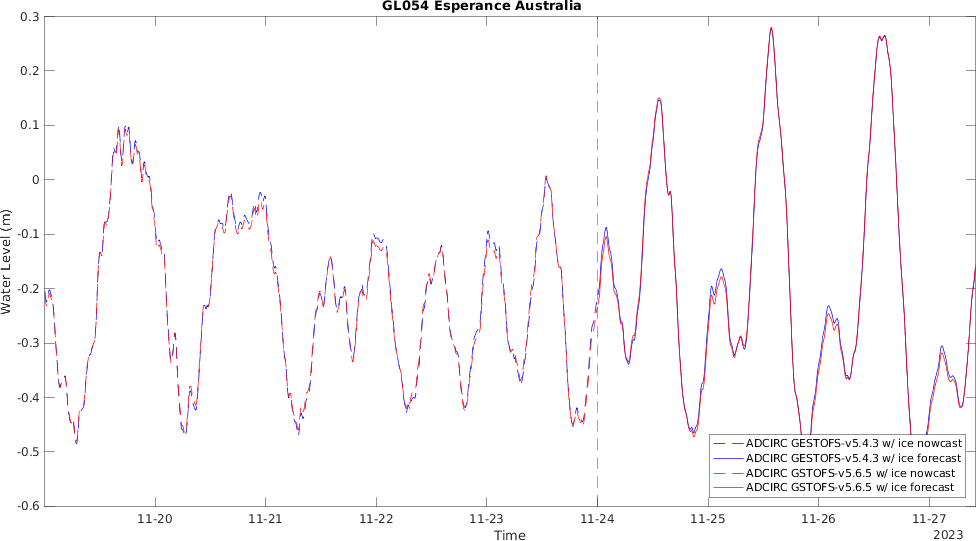 GL054 Esperance Australia
0.3
0.2
0.1
0
-0.1
-0.2
-0.3
-0.4
-0.5
-0.6
Water Level (m)
11-20 11-21 11-22 11-23 11-24 11-25 11-26 11-27
Time
2023
ADCIRC GESTOFS-v5.4.3 w/ ice nowcast
ADCIRC GESTOFS-v5.4.3 w/ ice forecast
ADCIRC GSTOFS-v5.6.5 w/ ice nowcast
ADCIRC GSTOFS-v5.6.5 w/ ice forecast